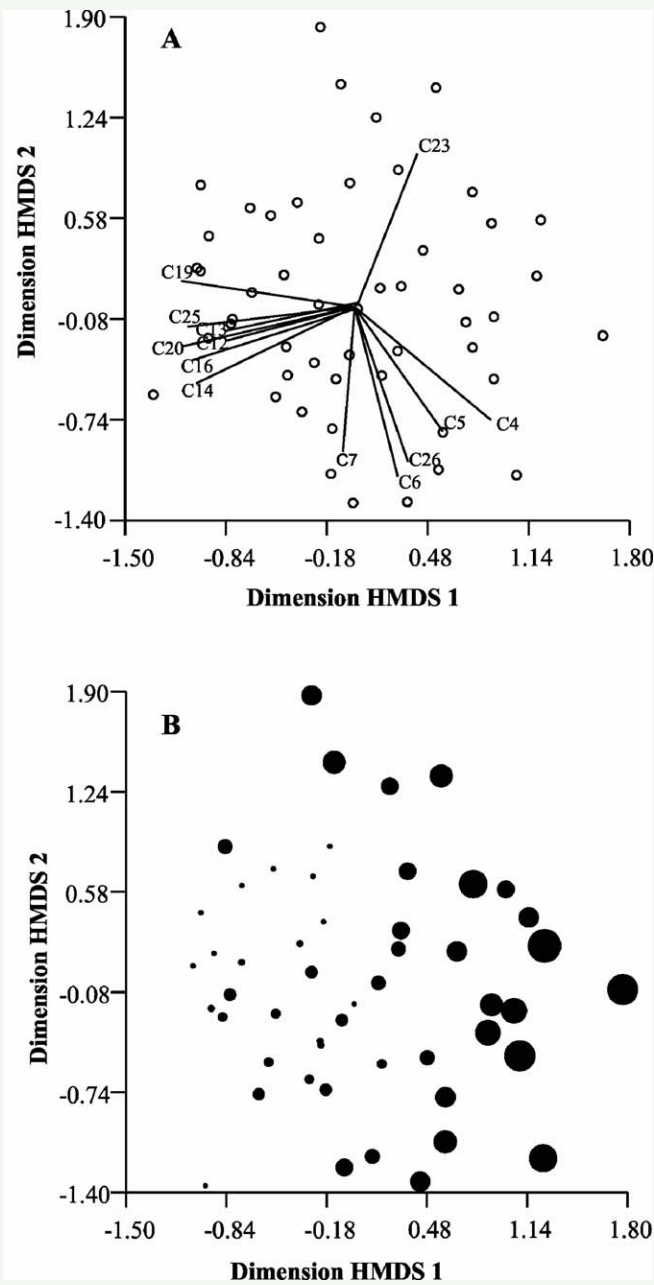 1.90
A
1.24
C23
Dimension HMDS 2
0.58
C19
-0.08
C25
C13
C12
C20
C16
C14
-0.74
C5
C4
C7
C26
C6
-1.40
-1.50 -0.84 -0.18 0.48 1.14 1.80
Dimension HMDS 1
1.90
B
1.24
Dimension HMDS 2
0.58
-0.08
-0.74
-1.40
-1.50 -0.84 -0.18 0.48 1.14 1.80
Dimension HMDS 1